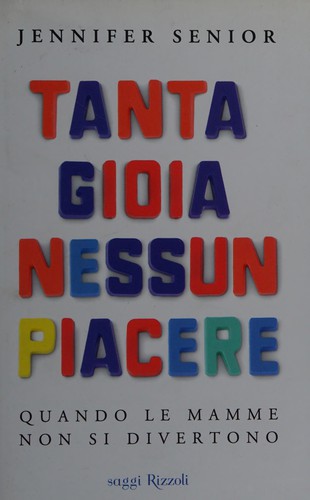 JENNIFER SENIOR
TANTA
GIOIA
NESSUN
PIACERE
QUANDO LE MAMME
NON SI DIVERTONO
saggi Rizzoli